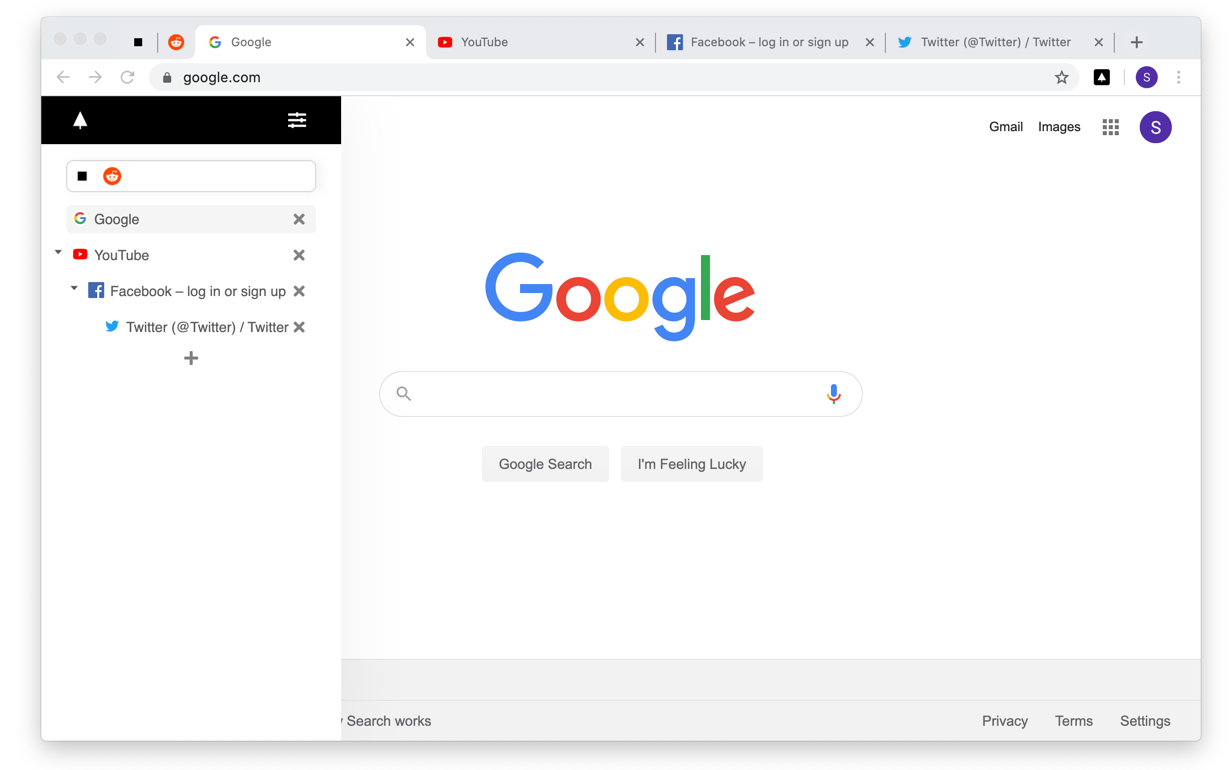 Google
YouTube
Facebook – log in or sign up
Twitter (@Twitter) / Twitter
google.com
S
Gmail
Images
S
Google
YouTube
Facebook – log in or sign up
Twitter (@Twitter) / Twitter
Google
Google Search
I'm Feeling Lucky
Search works
Privacy
Terms
Settings